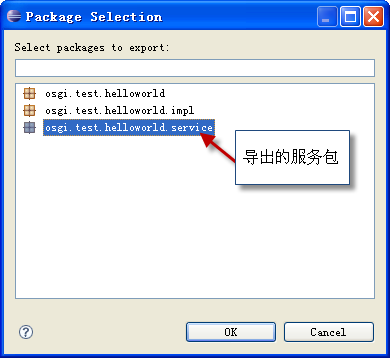 Package Selection
Select packages to export:
osgi.test.helloworld
osgi.test.helloworld.impl
osgi.test.helloworld.service
导出的服务包
?
OK
Cancel